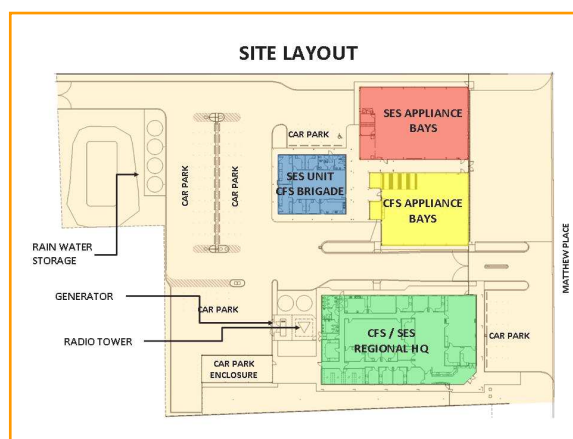 SITE LAYOUT
SES APPLIANCE
BAYS
CAR PARK
CAR PARK
CAR PARK
SES UNIT
CFS BRIGADE
CFS APPLIANCE
BAYS
RAIN WATER
STORAGE
MATTHEW PLACE
GENERATOR
CAR PARK
RADIO TOWER
CFS / SES
REGIONAL HQ
CAR PARK
CAR PARK
ENCLOSURE